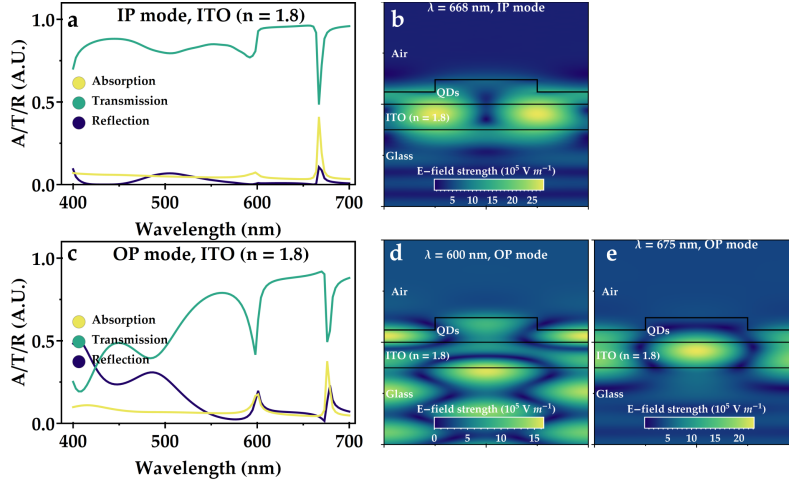 a
IP mode, ITO (n = 1.8)
1.0
0.5
0.0
A/T/R (A.U.)
Absorption
Transmission
Reflection
400
500
600
700
Wavelength (nm)
b
λ = 668 nm, IP mode
Air
QDs
ITO (n = 1.8)
Glass
E−field strength (10⁵ V m⁻¹)
5 10 15 20 25
c
OP mode, ITO (n = 1.8)
1.0
0.5
0.0
A/T/R (A.U.)
Absorption
Transmission
Reflection
400
500
600
700
Wavelength (nm)
d
λ = 600 nm, OP mode
Air
QDs
ITO (n = 1.8)
Glass
E−field strength (10⁵ V m⁻¹)
0 5 10 15
e
λ = 675 nm, OP mode
Air
QDs
ITO (n = 1.8)
Glass
E−field strength (10⁵ V m⁻¹)
5 10 15 20